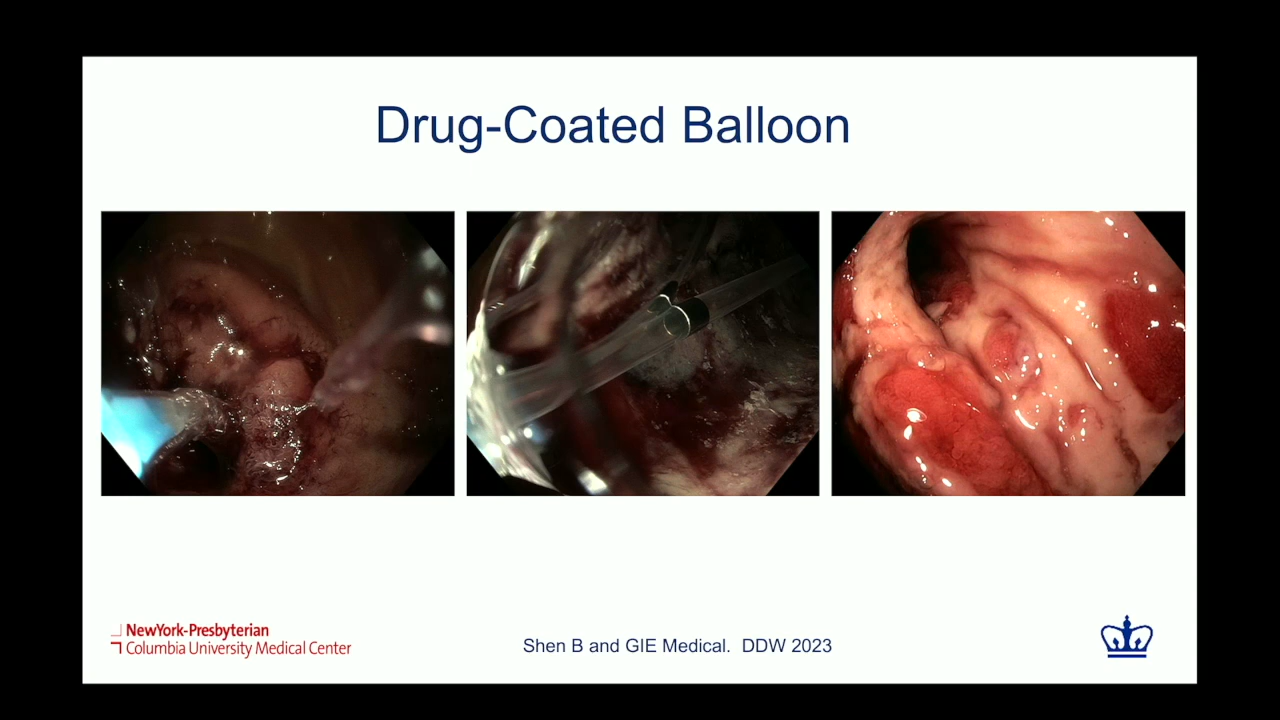 Drug-Coated Balloon
NewYork-Presbyterian
Columbia University Medical Center
Shen B and GIE Medical. DDW 2023